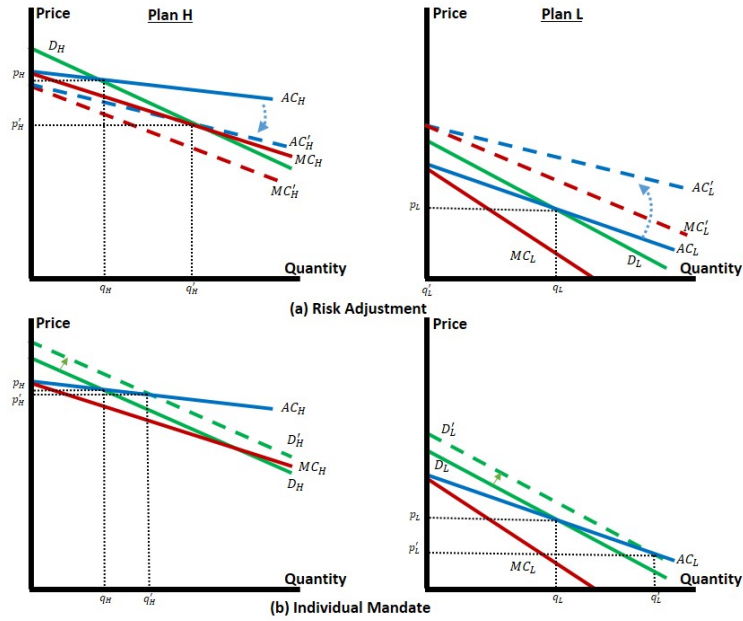 Price
Plan H
D_H
p_H
AC_H
p'_H
AC'_H
MC_H
MC'_H
Quantity
q_H
q'_H
Price
Plan L
AC'_L
p_L
MC'_L
MC_L
AC_L
D_L
Quantity
q'_L
q_L
(a) Risk Adjustment
Price
p_H
p'_H
AC_H
D'_H
MC_H
D_H
Quantity
q_H
q'_H
Price
D'_L
D_L
p_L
p'_L
AC_L
MC_L
Quantity
q_L
q'_L
(b) Individual Mandate